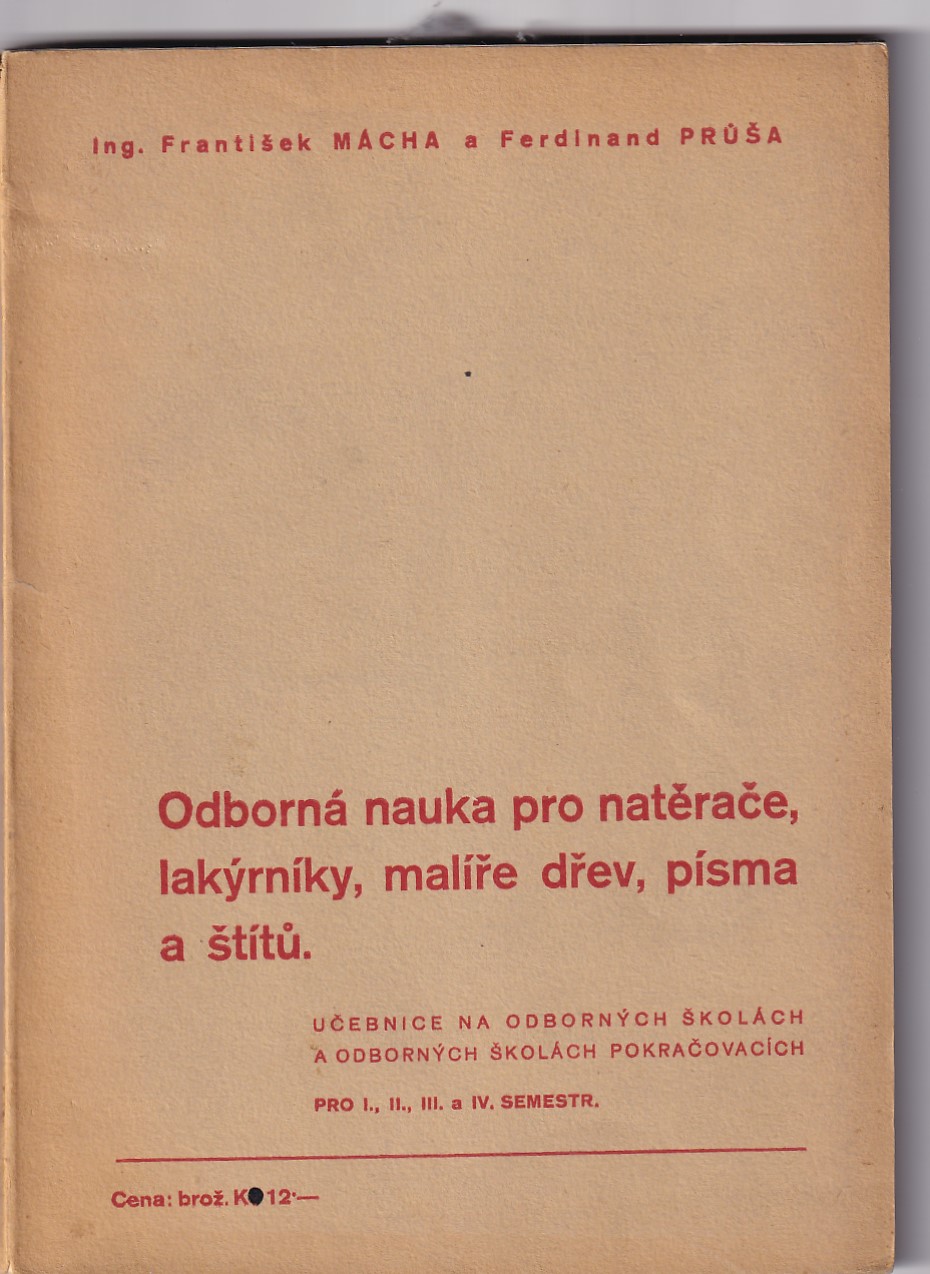 Ing. František MÁCHA a Ferdinand PRŮŠA
Odborná nauka pro natěrače,
lakýrníky, malíře dřev, písma
a štítů.
UČEBNICE NA ODBORNÝCH ŠKOLÁCH
A ODBORNÝCH ŠKOLÁCH POKRAČOVACÍCH
PRO I., II., III. a IV. SEMESTR.
Cena: brož. K 12·—